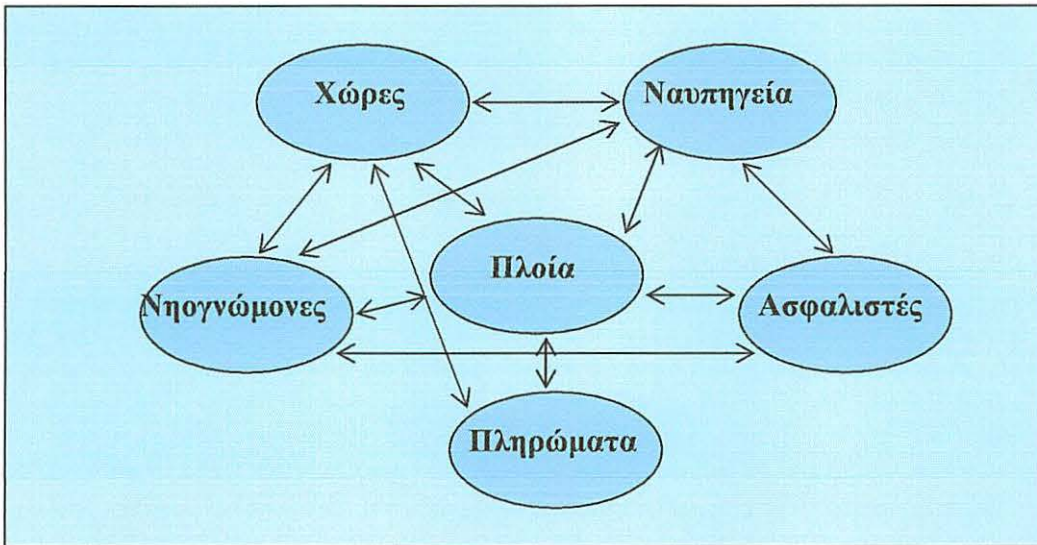 Χώρες
Ναυπηγεία
Πλοία
Νηογνώμονες
Ασφαλιστές
Πληρώματα